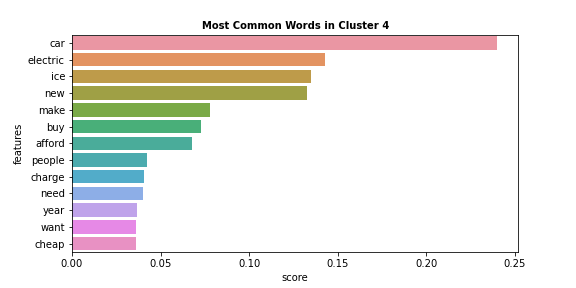 Most Common Words in Cluster 4
features
car
electric
ice
new
make
buy
afford
people
charge
need
year
want
cheap
0.00 0.05 0.10 0.15 0.20 0.25
score